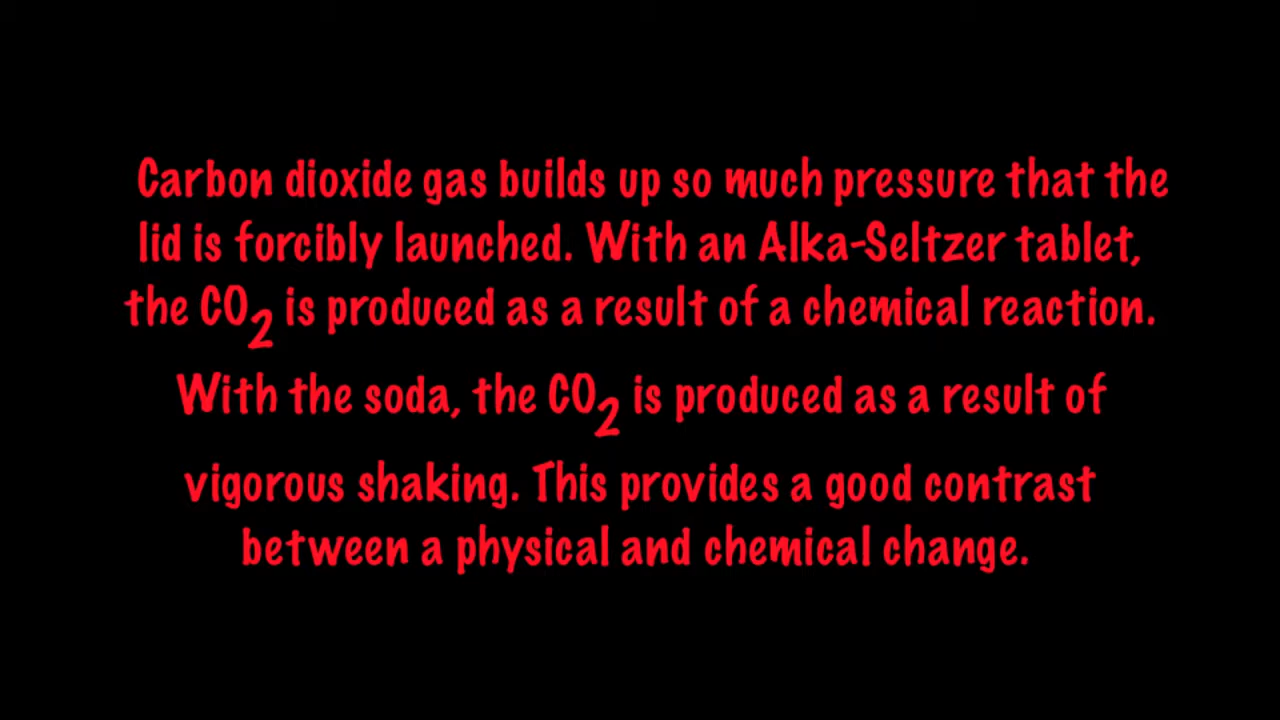 Carbon dioxide gas builds up so much pressure that the
lid is forcibly launched. With an Alka-Seltzer tablet,
the CO₂ is produced as a result of a chemical reaction.
With the soda, the CO₂ is produced as a result of
vigorous shaking. This provides a good contrast
between a physical and chemical change.